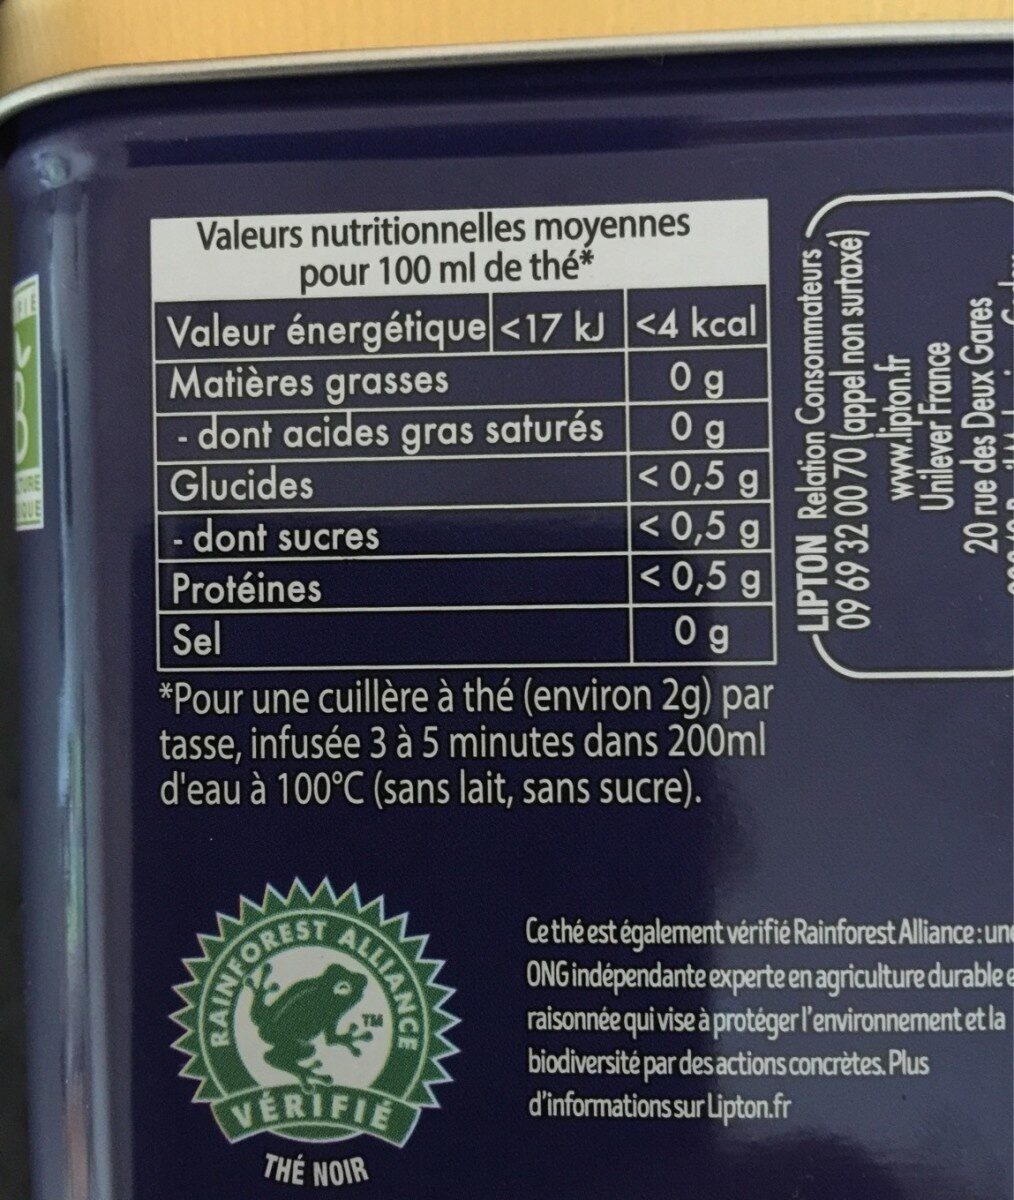 Valeurs nutritionnelles moyennes
pour 100 ml de thé*
Valeur énergétique <17 kJ <4 kcal
Matières grasses 0 g
- dont acides gras saturés 0 g
Glucides < 0,5 g
- dont sucres < 0,5 g
Protéines < 0,5 g
Sel 0 g
*Pour une cuillère à thé (environ 2g) par
tasse, infusée 3 à 5 minutes dans 200ml
d'eau à 100°C (sans lait, sans sucre).
LIPTON Relation Consommateurs
09 69 32 00 70 (appel non surtaxé)
www.lipton.fr
Unilever France
20 rue des Deux Gares
RAINFOREST ALLIANCE
TM
VÉRIFIÉ
THÉ NOIR
Ce thé est également vérifié Rainforest Alliance : une
ONG indépendante experte en agriculture durable e
raisonnée qui vise à protéger l'environnement et la
biodiversité par des actions concrètes. Plus
d'informations sur Lipton.fr